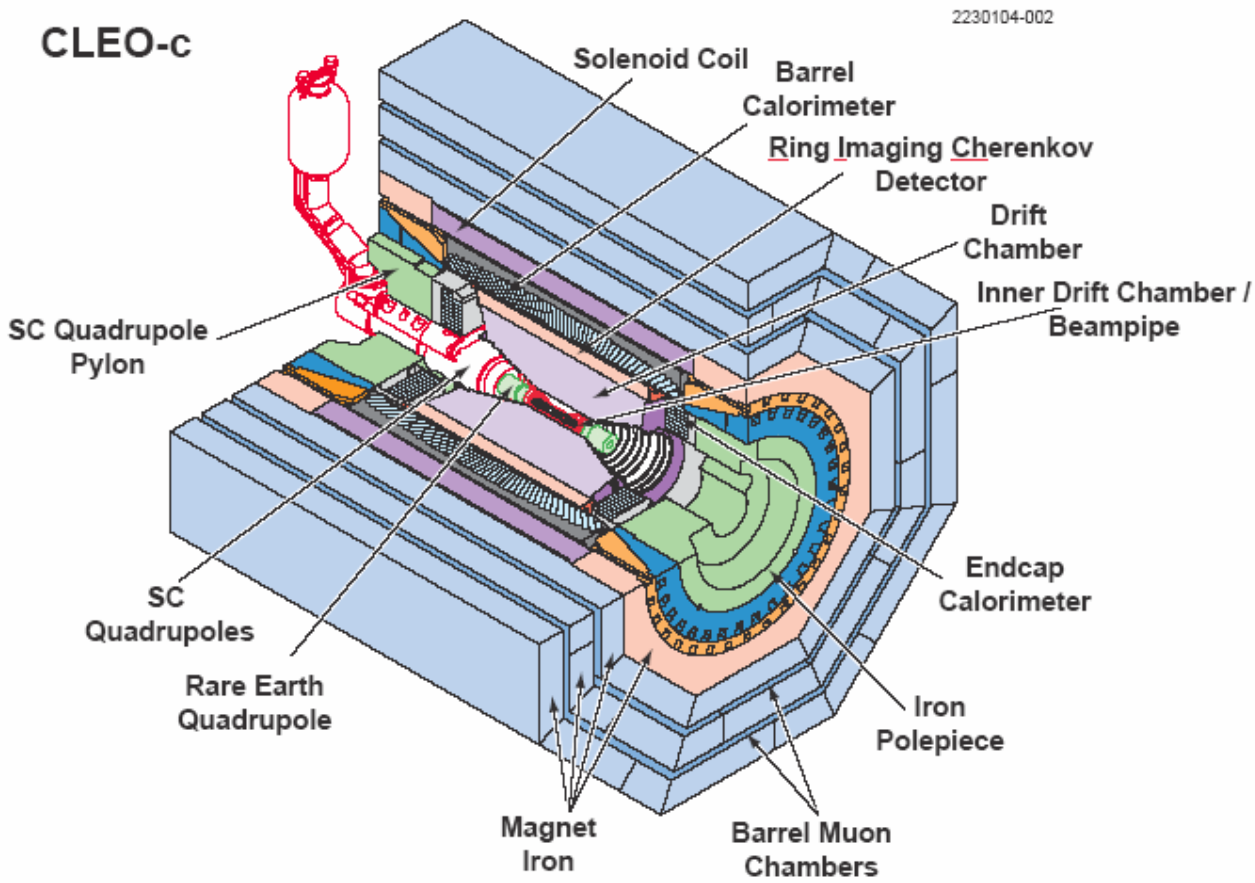 2230104-002
CLEO-c
Solenoid Coil
Barrel
Calorimeter
Ring Imaging Cherenkov
Detector
Drift
Chamber
Inner Drift Chamber /
Beampipe
SC Quadrupole
Pylon
SC
Quadrupoles
Rare Earth
Quadrupole
Magnet
Iron
Barrel Muon
Chambers
Iron
Polepiece
Endcap
Calorimeter